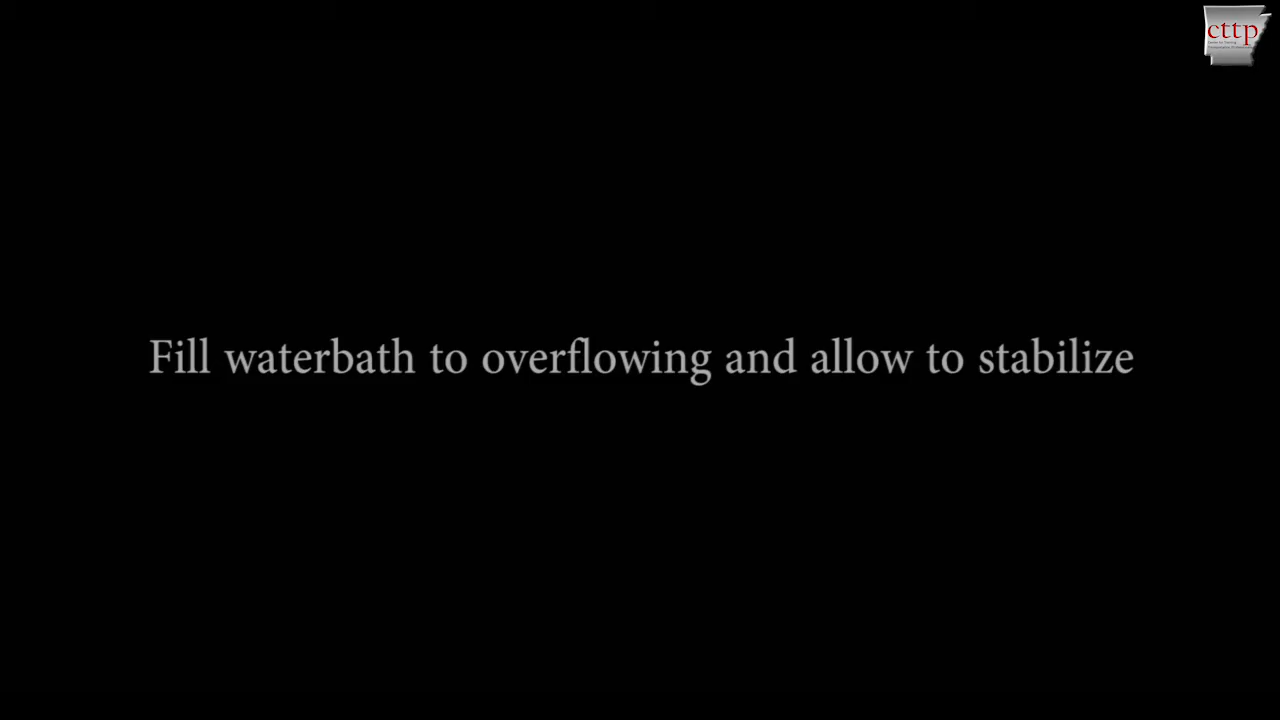 cttp
Fill waterbath to overflowing and allow to stabilize